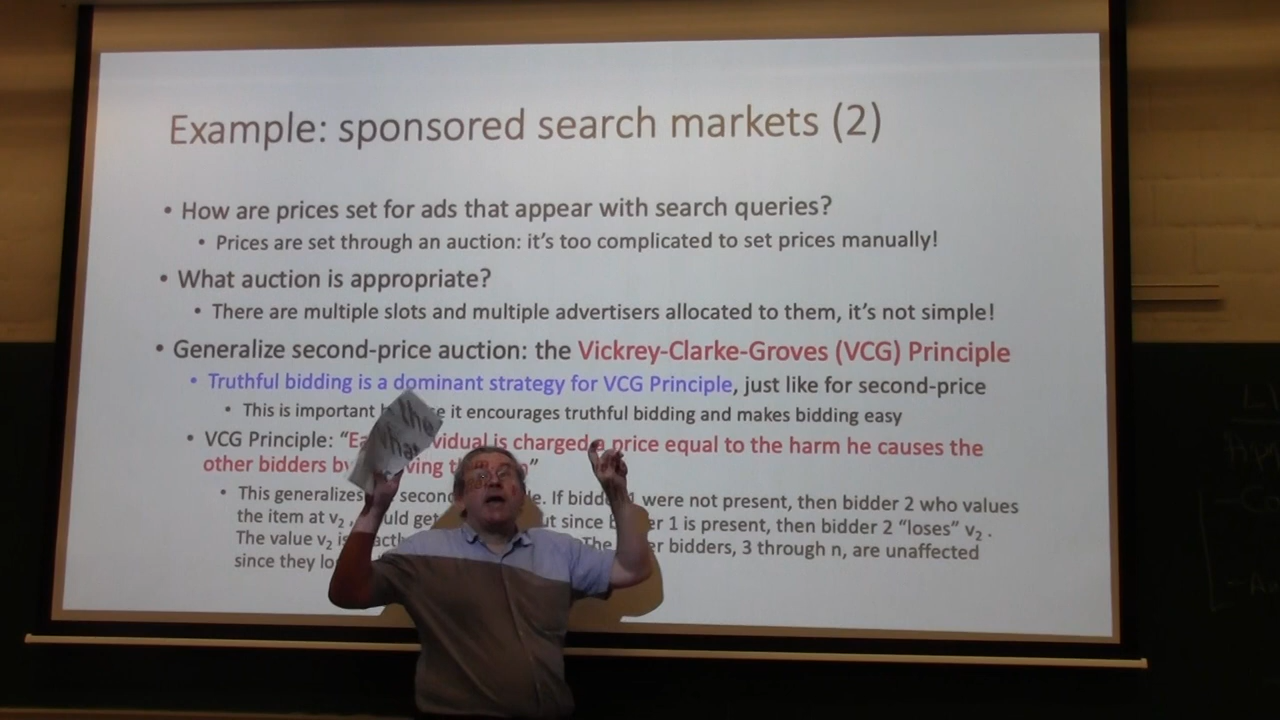 Example: sponsored search markets (2)
• How are prices set for ads that appear with search queries?
• Prices are set through an auction: it's too complicated to set prices manually!
• What auction is appropriate?
• There are multiple slots and multiple advertisers allocated to them, it's not simple!
• Generalize second-price auction: the Vickrey-Clarke-Groves (VCG) Principle
• Truthful bidding is a dominant strategy for VCG Principle, just like for second-price
• This is important it encourages truthful bidding and makes bidding easy
• VCG Principle: "is charged a price equal to the harm he causes the
other bidders by"
• This generalizes If 1 were not present, then bidder 2 who values
the item at v₂, get since 1 is present, then bidder 2 "loses" v₂.
The value v₂ is The bidders, 3 through n, are unaffected
since they
the